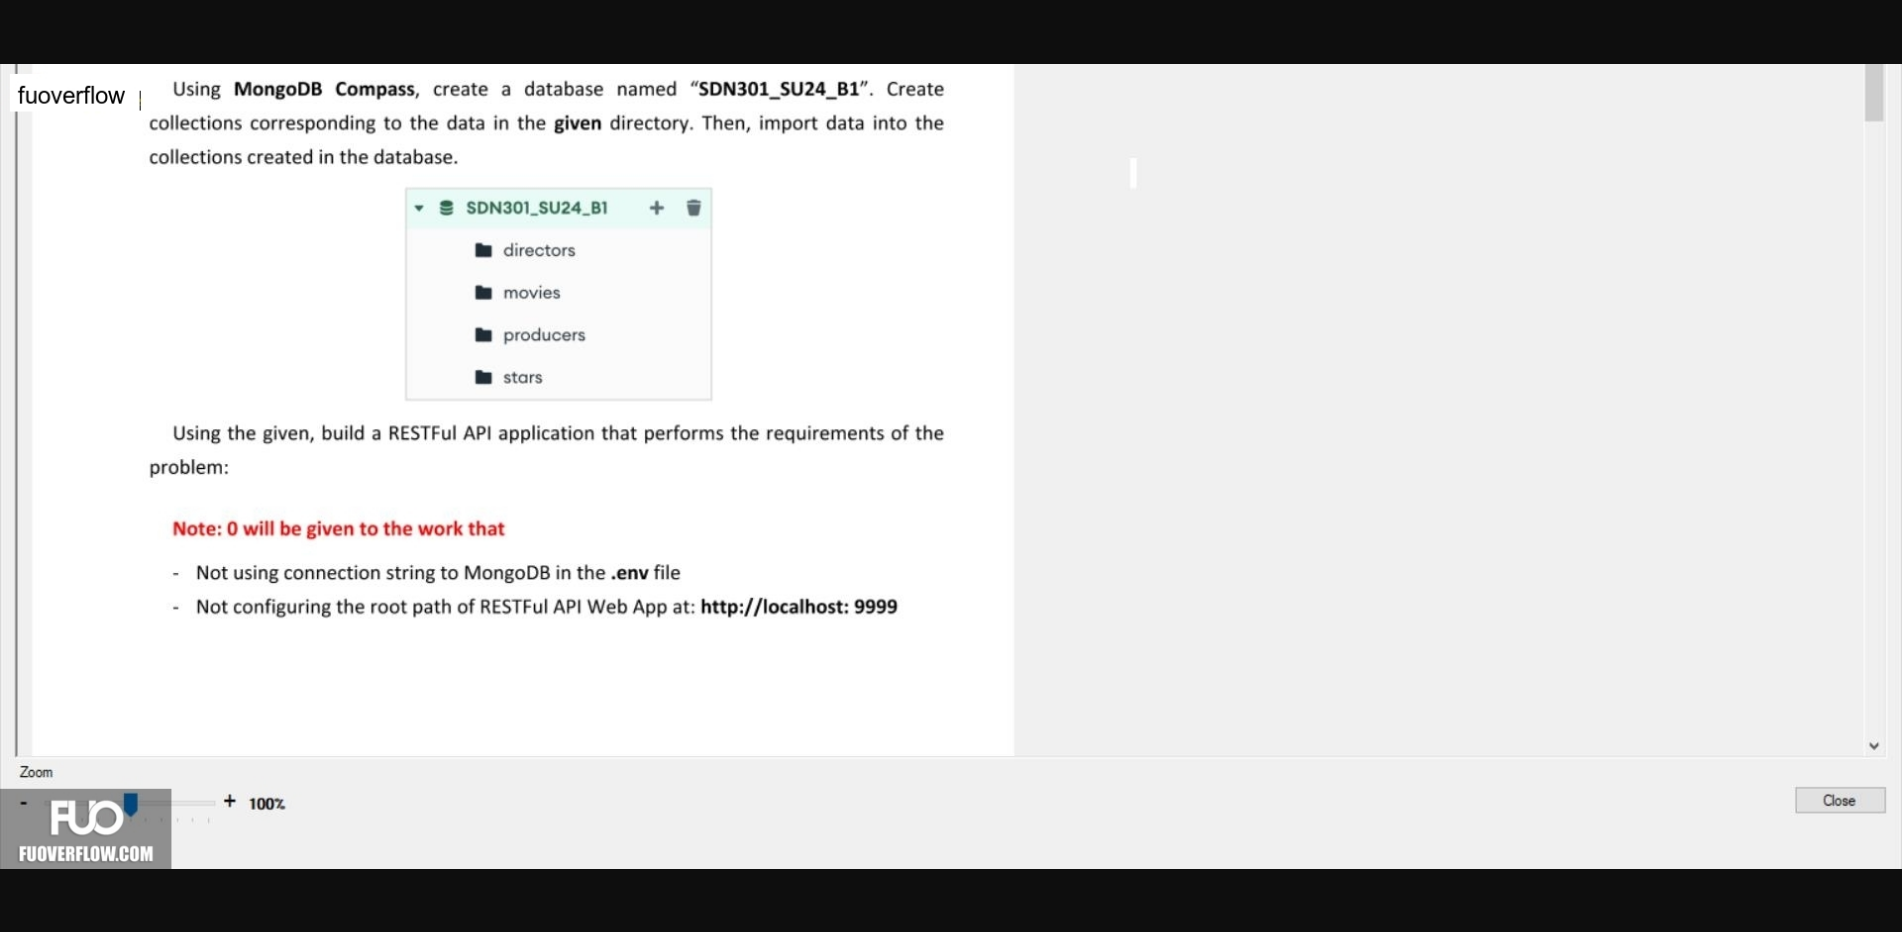 fuoverflow
Using MongoDB Compass, create a database named “SDN301_SU24_B1”. Create
collections corresponding to the data in the given directory. Then, import data into the
collections created in the database.
SDN301_SU24_B1 +
directors
movies
producers
stars
Using the given, build a RESTFul API application that performs the requirements of the
problem:
Note: 0 will be given to the work that
- Not using connection string to MongoDB in the .env file
- Not configuring the root path of RESTFul API Web App at: http://localhost: 9999
Zoom
- + 100%
Close
FUO
FUOVERFLOW.COM